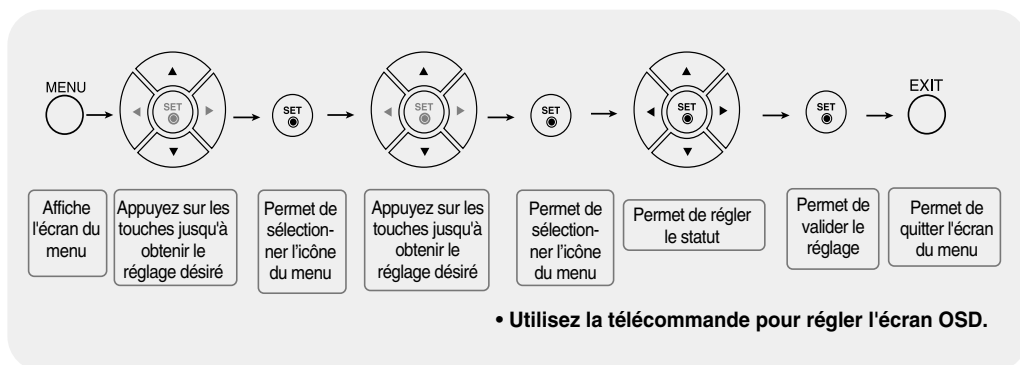 MENU
SET
SET
SET
SET
SET
SET
EXIT
Affiche
l'écran du
menu
Appuyez sur les
touches jusqu'à
obtenir le
réglage désiré
Permet de
sélection-
ner l'icône
du menu
Appuyez sur les
touches jusqu'à
obtenir le
réglage désiré
Permet de
sélection-
ner l'icône
du menu
Permet de régler
le statut
Permet de
valider le
réglage
Permet de
quitter l'écran
du menu
• Utilisez la télécommande pour régler l'écran OSD.